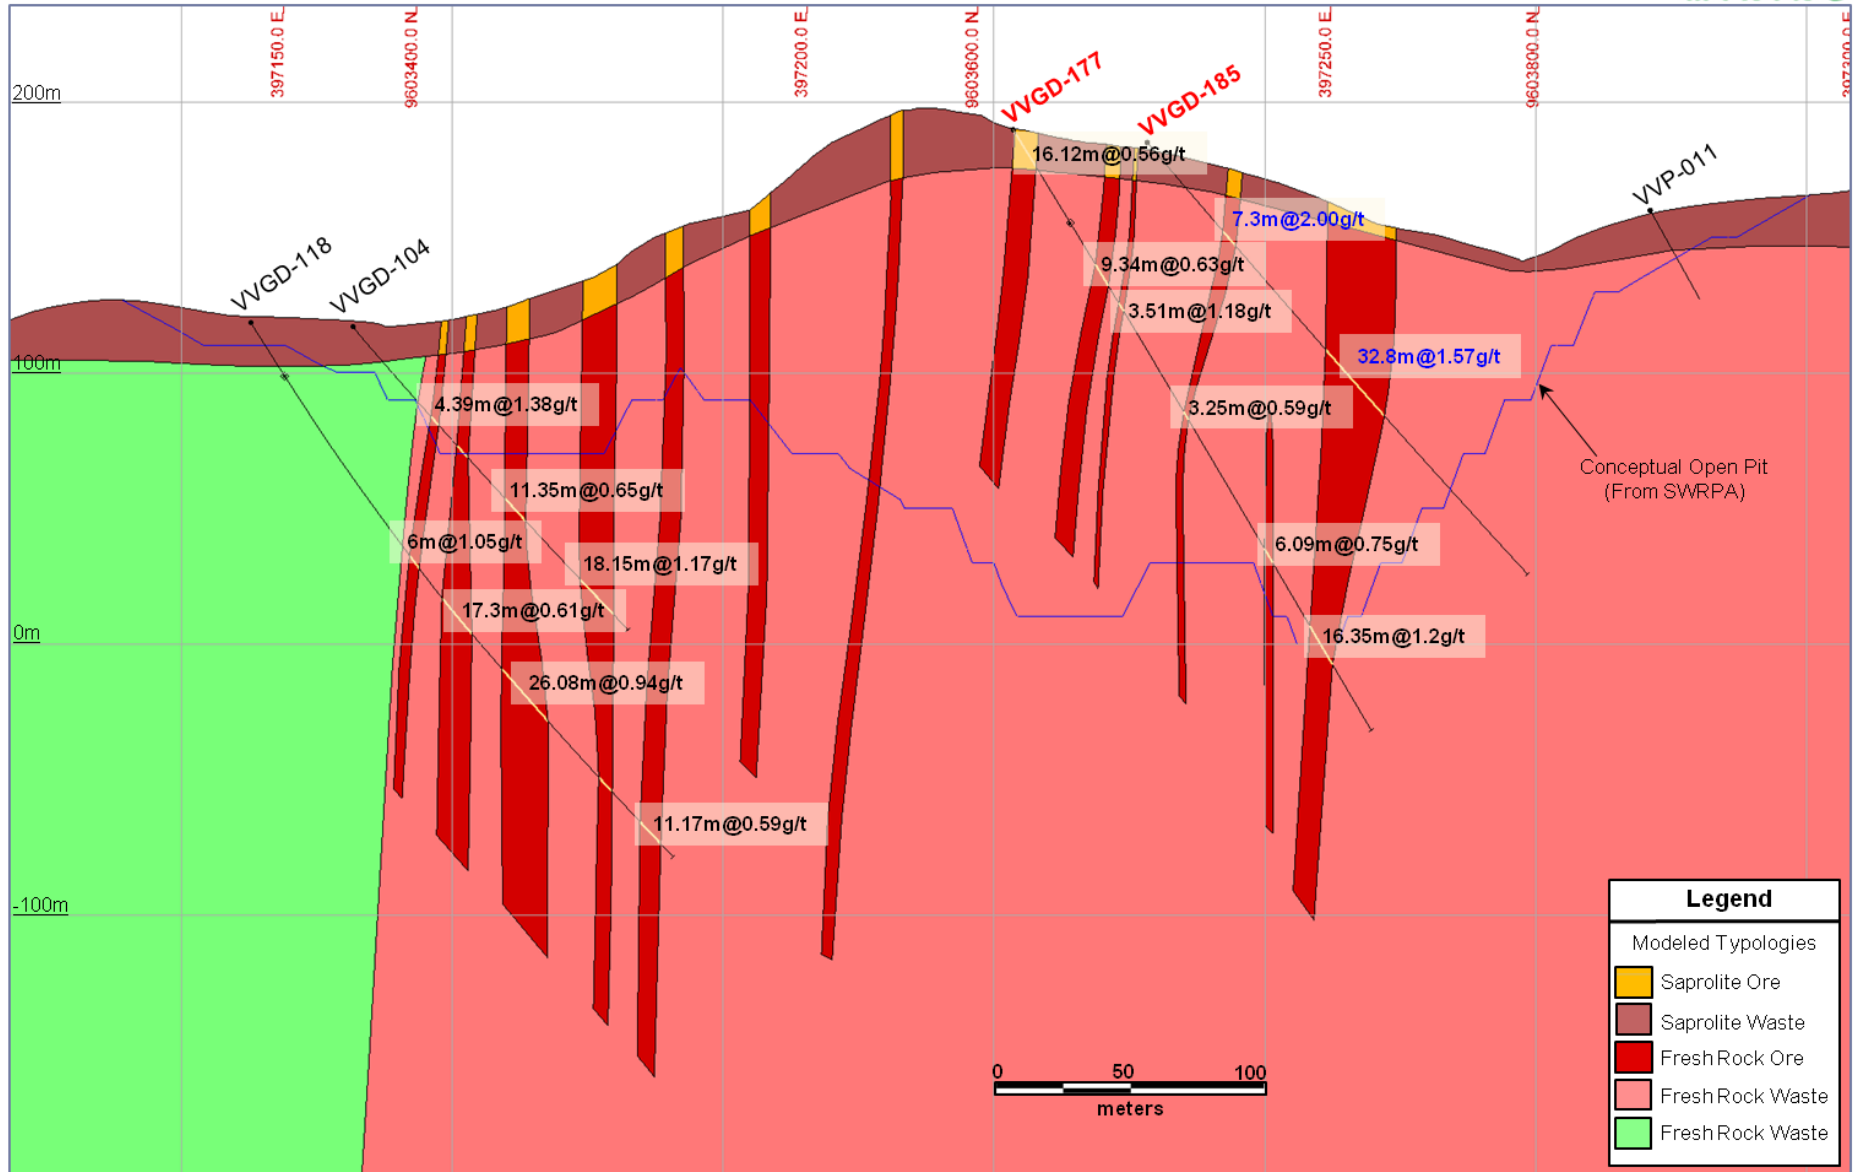 397150.0 E
9603400.0 N
397200.0 E
9603600.0 N
397250.0 E
9603800.0 N
200m
100m
0m
-100m
VVGD-118
VVGD-104
VVGD-177
VVGD-185
VVP-011
16.12m@0.56g/t
7.3m@2.00g/t
9.34m@0.63g/t
3.51m@1.18g/t
32.8m@1.57g/t
4.39m@1.38g/t
3.25m@0.59g/t
11.35m@0.65g/t
6m@1.05g/t
6.09m@0.75g/t
18.15m@1.17g/t
17.3m@0.61g/t
16.35m@1.2g/t
26.08m@0.94g/t
11.17m@0.59g/t
Conceptual Open Pit
(From SWRPA)
0 50 100
meters
Legend
Modeled Typologies
Saprolite Ore
Saprolite Waste
Fresh Rock Ore
Fresh Rock Waste
Fresh Rock Waste